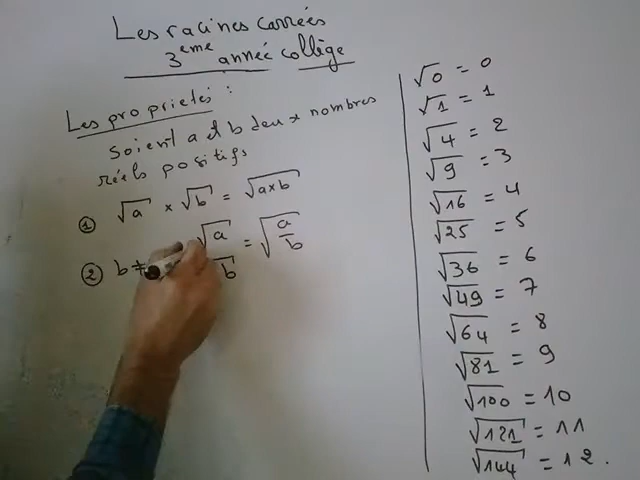 Les racines carrées
3eme année collège
Les proprietés :
Soient a et b deux nombres
réels positifs
① √a × √b = √a×b
② b ≠ √a/√b = √a/b
√0 = 0
√1 = 1
√4 = 2
√9 = 3
√16 = 4
√25 = 5
√36 = 6
√49 = 7
√64 = 8
√81 = 9
√100 = 10
√121 = 11
√144 = 12.